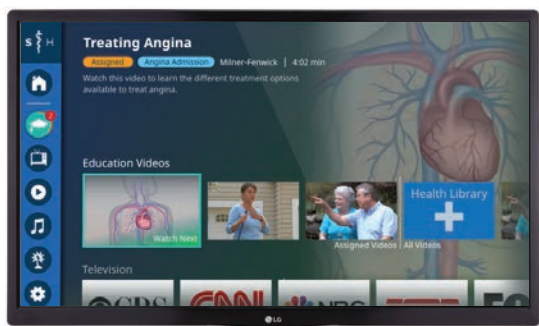 S H
Treating Angina
Assigned Angina Admission Milner-Fenwick | 4:02 min
Watch this video to learn the different treatment options
available to treat angina.
2
Education Videos
Health Library
Watch Next
Assigned Videos | All Videos
Television
CBS CNN NBC
LG